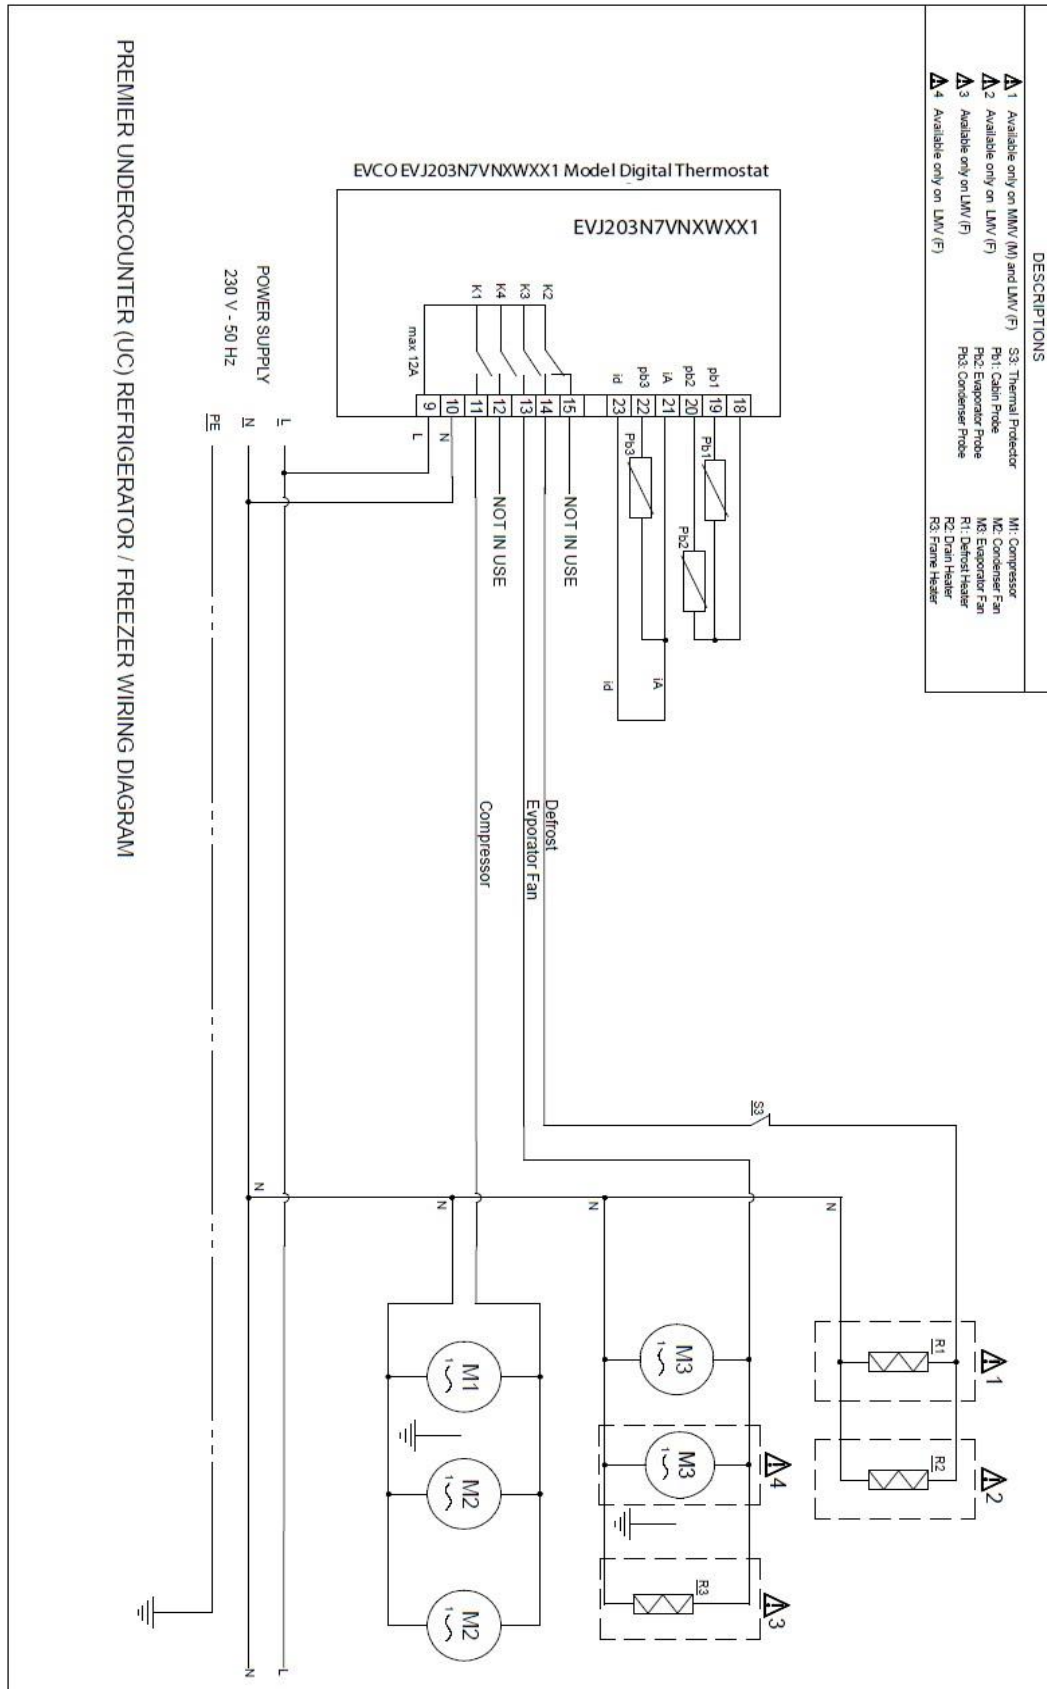 DESCRIPTIONS
1 Available only on MMV (M) and LMV (F)
2 Available only on LMV (F)
3 Available only on LMV (F)
4 Available only on LMV (F)
S3: Thermal Protector
Pb1: Cabin Probe
Pb2: Evaporator Probe
Pb3: Condenser Probe
M1: Compressor
M2: Condenser Fan
M3: Evaporator Fan
R1: Defrost Heater
R2: Drain Heater
R3: Frame Heater
EVCO EVJ203N7VNXWXX1 Model Digital Thermostat
EVJ203N7VNXWXX1
K1
K4
K3
K2
max 12A
id
pb3
iA
pb2
pb1
9
10
11
12
13
14
15
23
22
21
20
19
18
L
N
NOT IN USE
NOT IN USE
Pb3
Pb1
Pb2
id
iA
POWER SUPPLY
230 V - 50 Hz
PE
N
L
Compressor
Evporator Fan
Defrost
S3
N
N
N
N
R1
1
R2
2
M3
1
M3
1
4
R3
3
M1
1
M2
1
M2
1
N
L
PREMIER UNDERCOUNTER (UC) REFRIGERATOR / FREEZER WIRING DIAGRAM